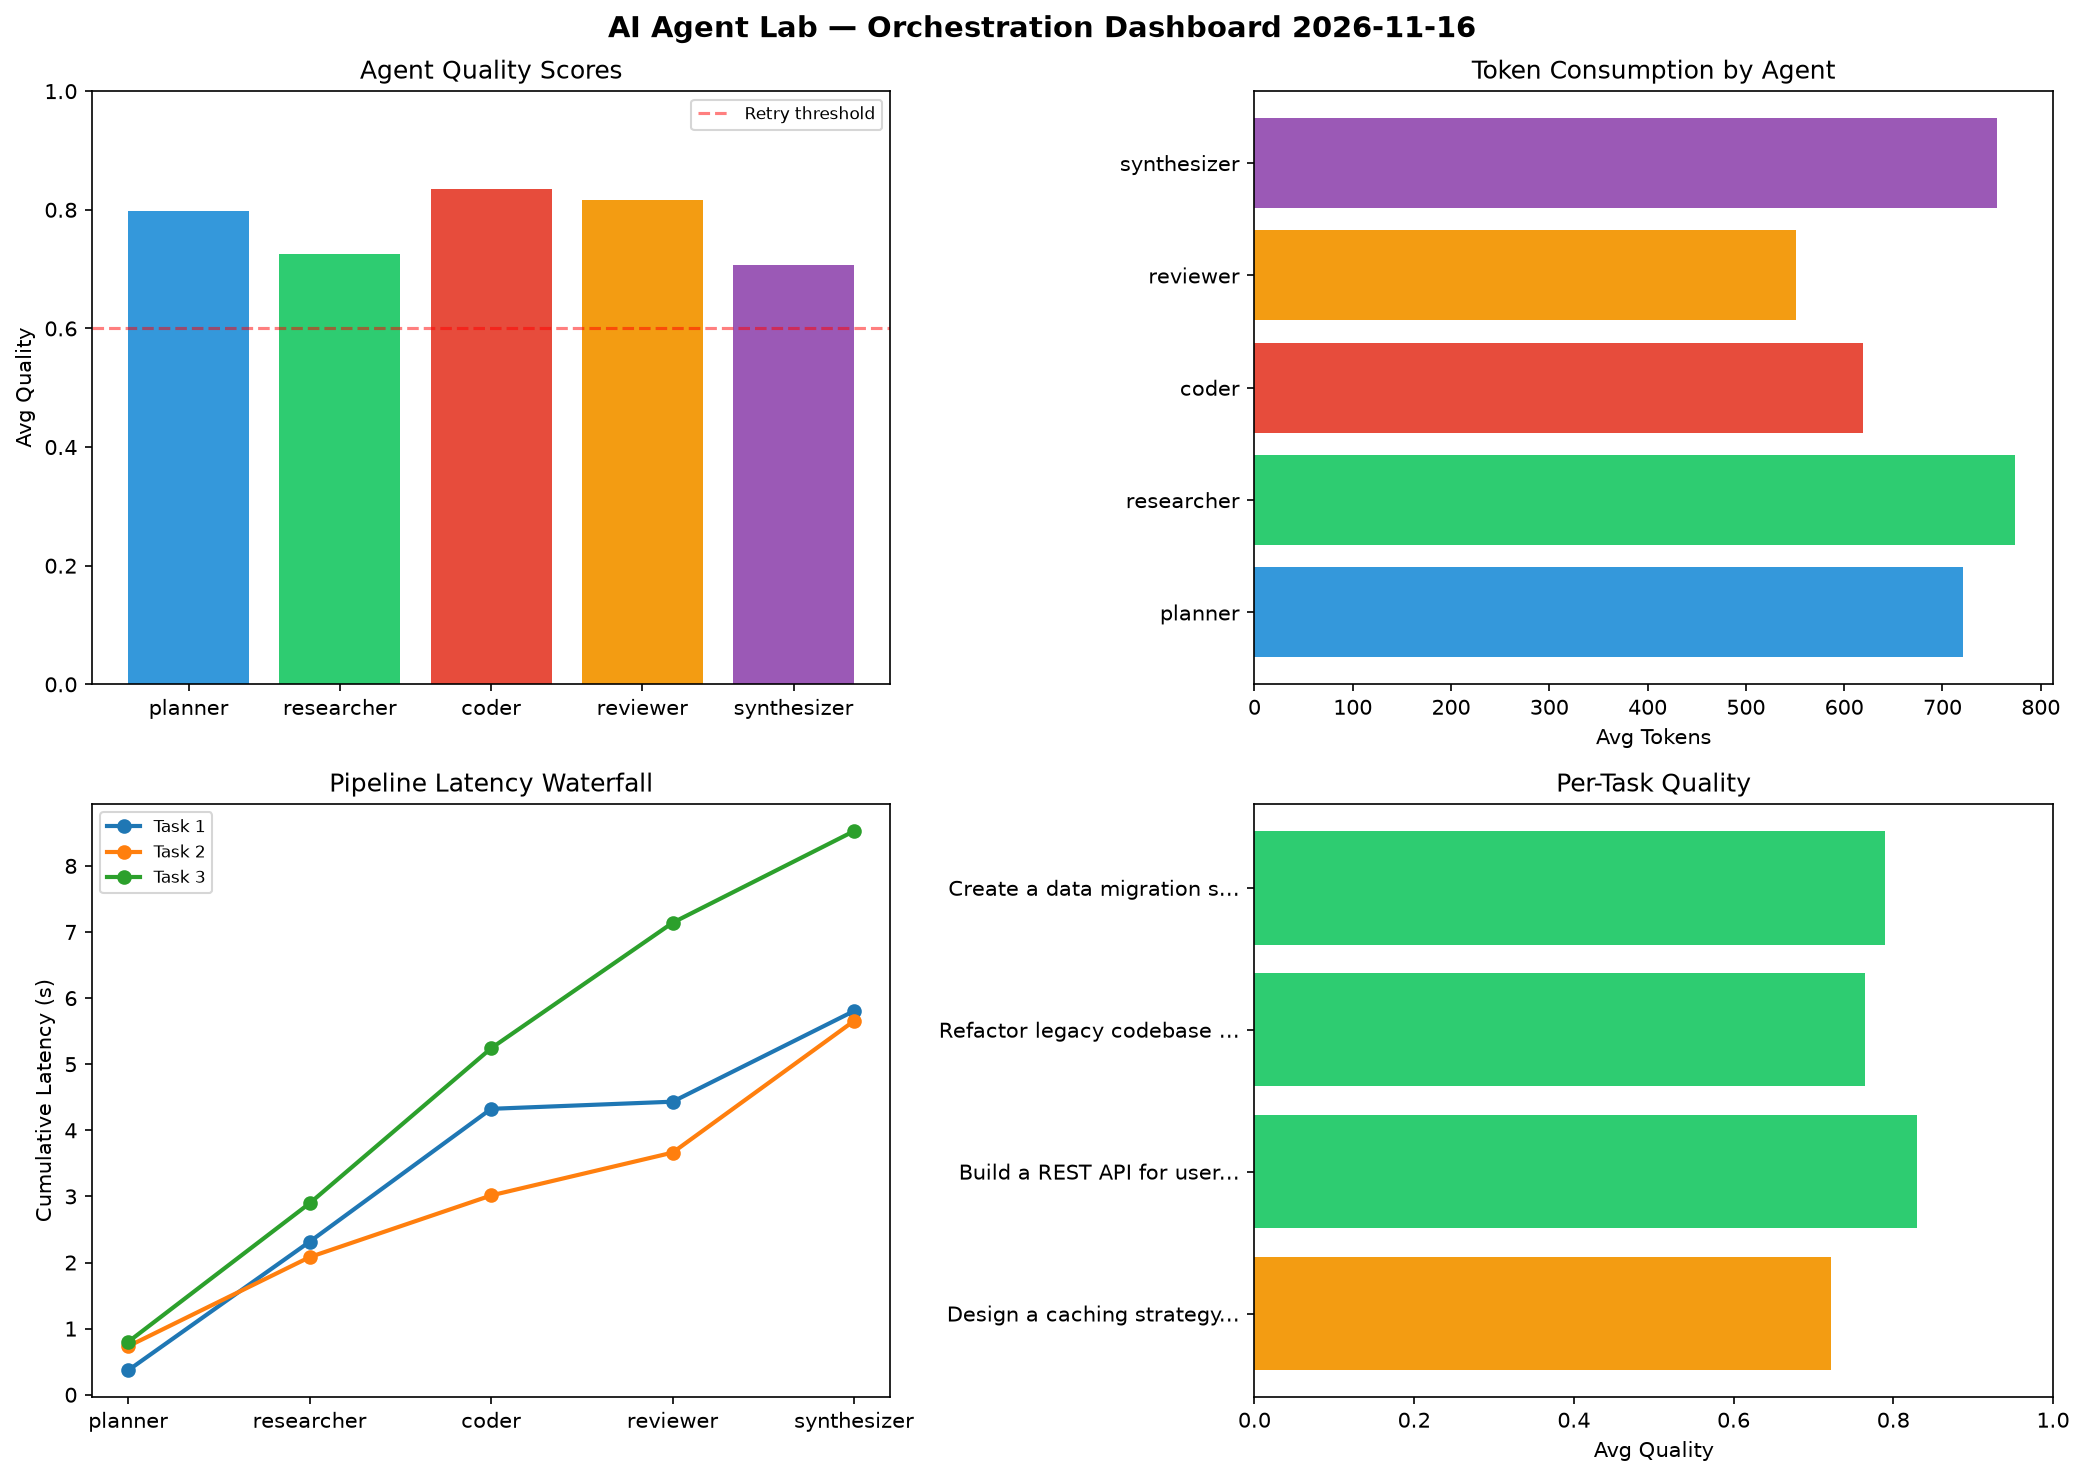 AI Agent Lab — Orchestration Dashboard 2026-11-16
Agent Quality Scores
Avg Quality
1.0
0.8
0.6
0.4
0.2
0.0
Retry threshold
planner researcher coder reviewer synthesizer
Token Consumption by Agent
synthesizer
reviewer
coder
researcher
planner
0 100 200 300 400 500 600 700 800
Avg Tokens
Pipeline Latency Waterfall
Cumulative Latency (s)
8
7
6
5
4
3
2
1
0
Task 1
Task 2
Task 3
planner researcher coder reviewer synthesizer
Per-Task Quality
Create a data migration s...
Refactor legacy codebase ...
Build a REST API for user...
Design a caching strategy...
0.0 0.2 0.4 0.6 0.8 1.0
Avg Quality